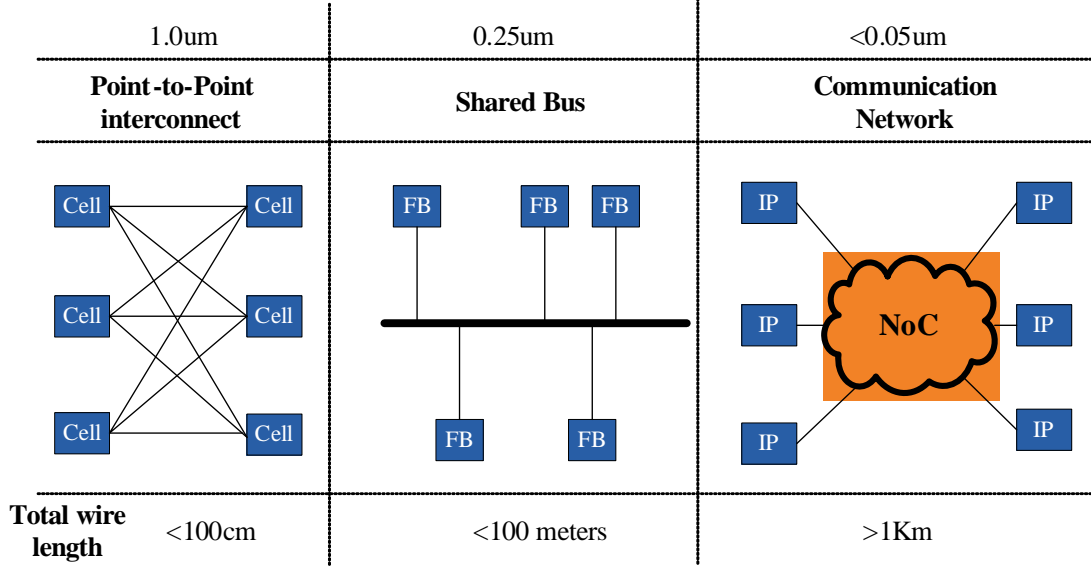 1.0um
0.25um
<0.05um
Point-to-Point
interconnect
Shared Bus
Communication
Network
Cell
Cell
FB
FB
FB
IP
IP
Cell
Cell
IP
NoC
IP
Cell
Cell
FB
FB
IP
IP
Total wire
length
<100cm
<100 meters
>1Km